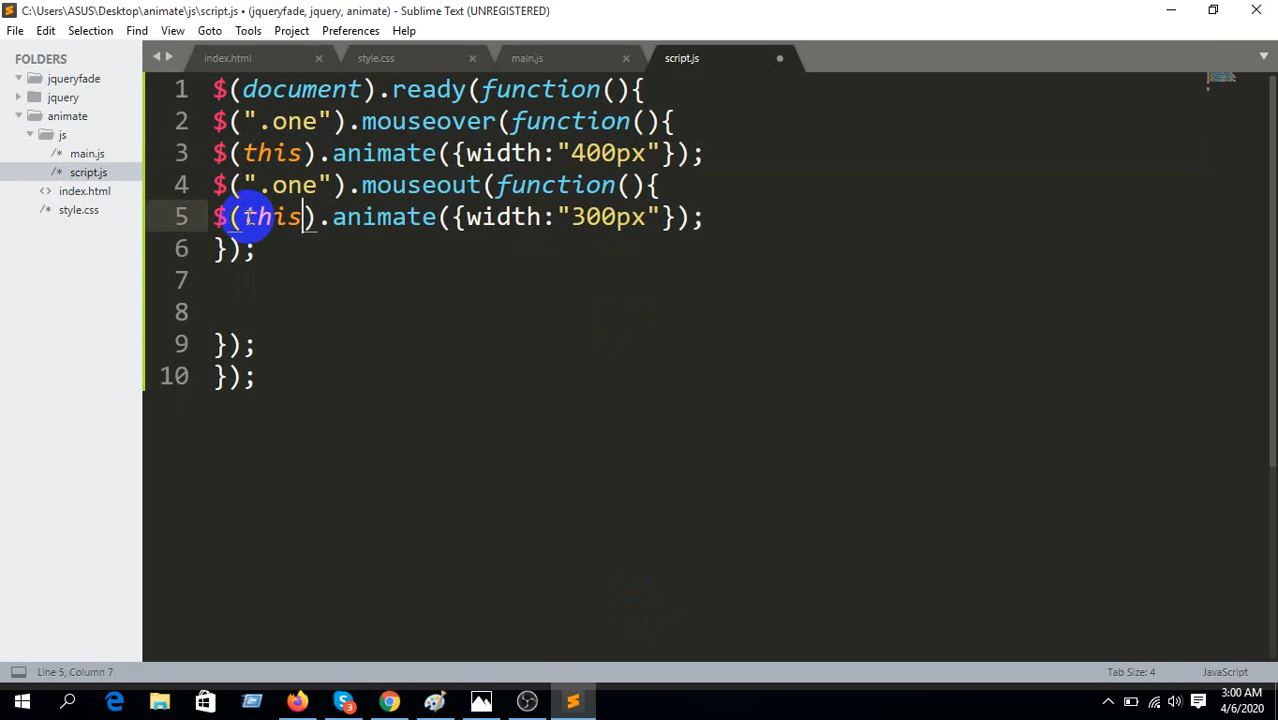 C:\Users\ASUS\Desktop\animate\js\script.js • (jqueryfade, jquery, animate) - Sublime Text (UNREGISTERED)
File Edit Selection Find View Goto Tools Project Preferences Help
FOLDERS
jqueryfade
jquery
animate
js
/* main.js
/* script.js
<> index.html
/* style.css
index.html style.css main.js script.js
1 $(document).ready(function(){
2 $(".one").mouseover(function(){
3 $(this).animate({width:"400px"});
4 $(".one").mouseout(function(){
5 $(this).animate({width:"300px"});
6 });
7
8
9 });
10 });
Line 5, Column 7 Tab Size: 4 JavaScript
3
3:00 AM
4/6/2020